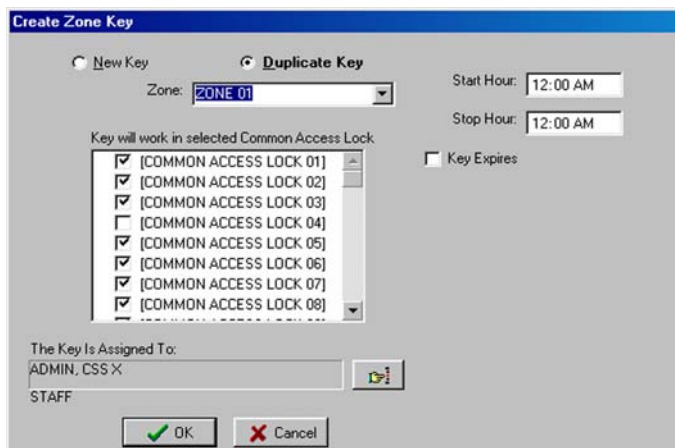 Create Zone Key
New Key
Duplicate Key
Zone: ZONE 01
Start Hour: 12:00 AM
Stop Hour: 12:00 AM
Key will work in selected Common Access Lock
Key Expires
[COMMON ACCESS LOCK 01]
[COMMON ACCESS LOCK 02]
[COMMON ACCESS LOCK 03]
[COMMON ACCESS LOCK 04]
[COMMON ACCESS LOCK 05]
[COMMON ACCESS LOCK 06]
[COMMON ACCESS LOCK 07]
[COMMON ACCESS LOCK 08]
The Key Is Assigned To:
ADMIN, CSS X
STAFF
OK
Cancel